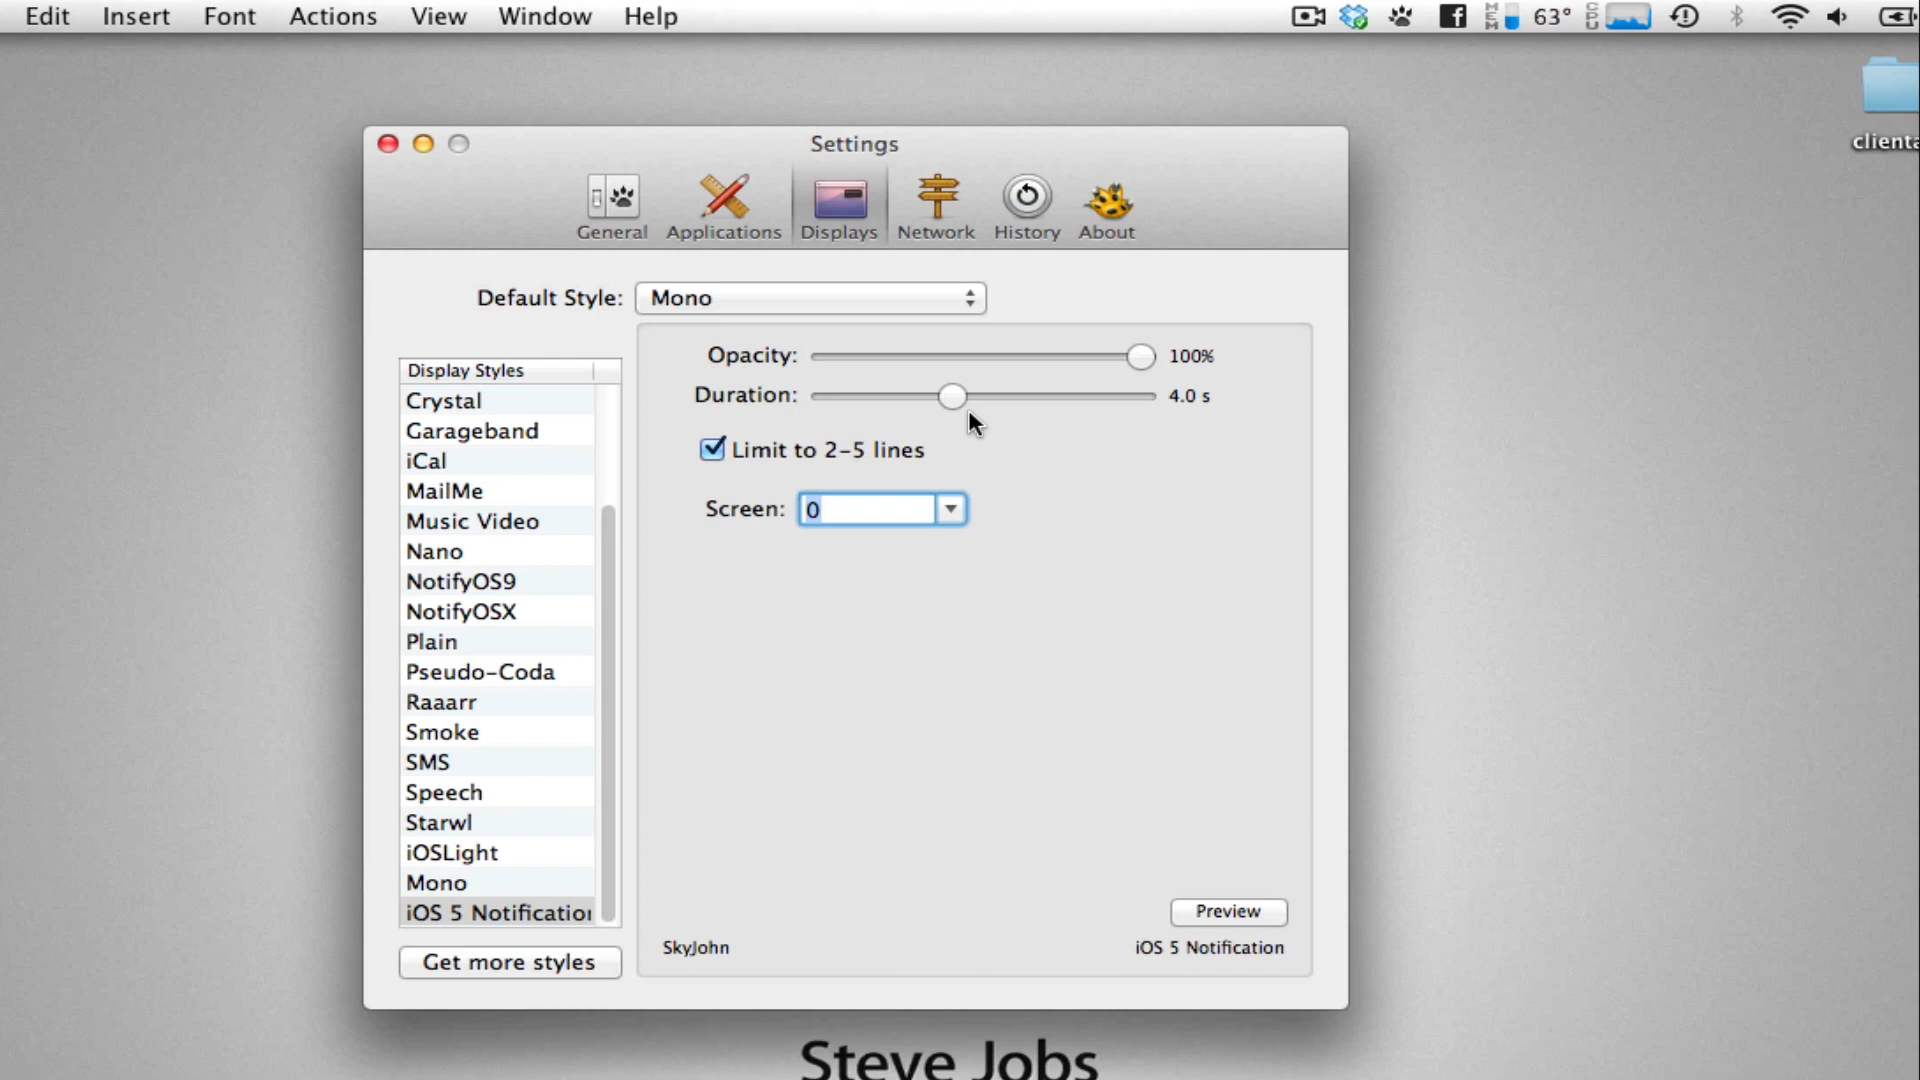 Edit Insert Font Actions View Window Help MEM 63° CPU
clienta
Settings
General Applications Displays Network History About
Default Style: Mono
Opacity: 100%
Duration: 4.0 s
Limit to 2-5 lines
Screen: 0
Display Styles
Crystal
Garageband
iCal
MailMe
Music Video
Nano
NotifyOS9
NotifyOSX
Plain
Pseudo-Coda
Raaarr
Smoke
SMS
Speech
Starwl
iOSLight
Mono
iOS 5 Notification
Preview
SkyJohn iOS 5 Notification
Get more styles
Steve Jobs